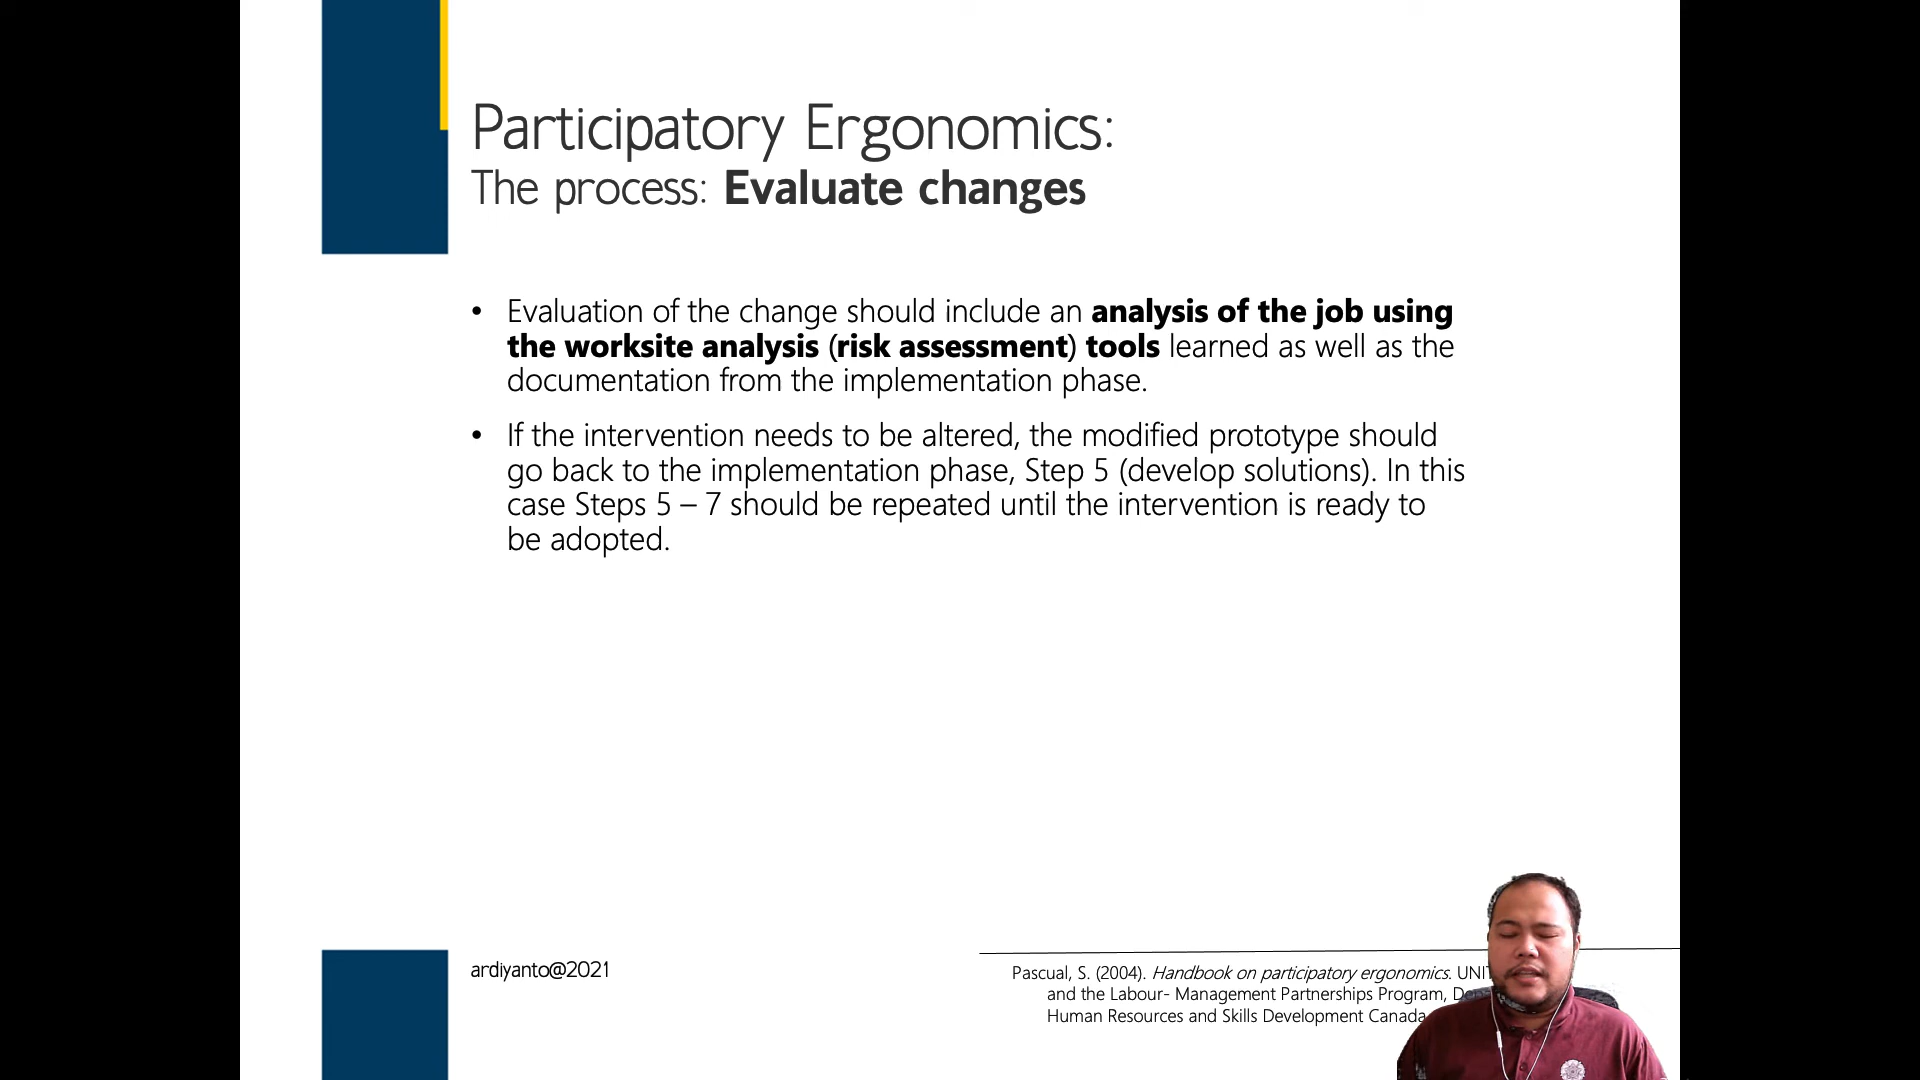 Participatory Ergonomics:
The process: Evaluate changes
• Evaluation of the change should include an analysis of the job using
the worksite analysis (risk assessment) tools learned as well as the
documentation from the implementation phase.
• If the intervention needs to be altered, the modified prototype should
go back to the implementation phase, Step 5 (develop solutions). In this
case Steps 5 – 7 should be repeated until the intervention is ready to
be adopted.
ardiyanto@2021
Pascual, S. (2004). Handbook on participatory ergonomics.
and the Labour- Management Partnerships Program,
Human Resources and Skills Development Canada